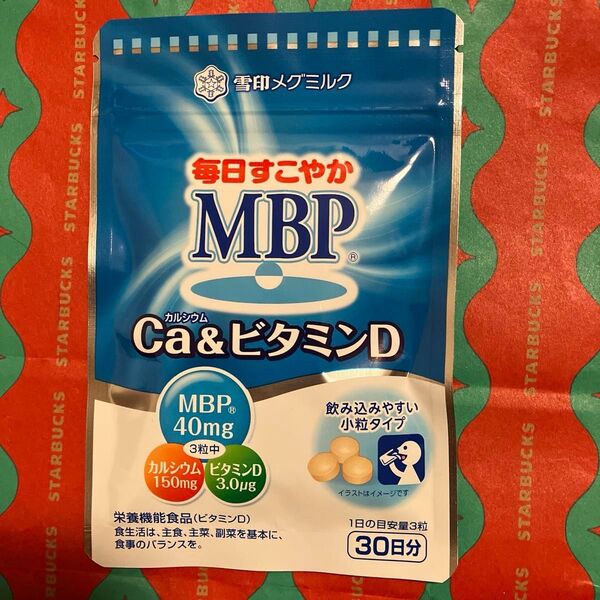 雪印メグミルク
毎日すこやか
MBP®
カルシウム
Ca&ビタミンD
MBP®
40mg
3粒中
カルシウム
150mg
ビタミンD
3.0μg
飲み込みやすい
小粒タイプ
イラストはイメージです
栄養機能食品(ビタミンD)
食生活は、主食、主菜、副菜を基本に、
食事のバランスを。
1日の目安量3粒
30日分
STARBUCKS
STARBUCKS
STARBUCKS
STARBUCKS
STARBUCKS
STARBUCKS